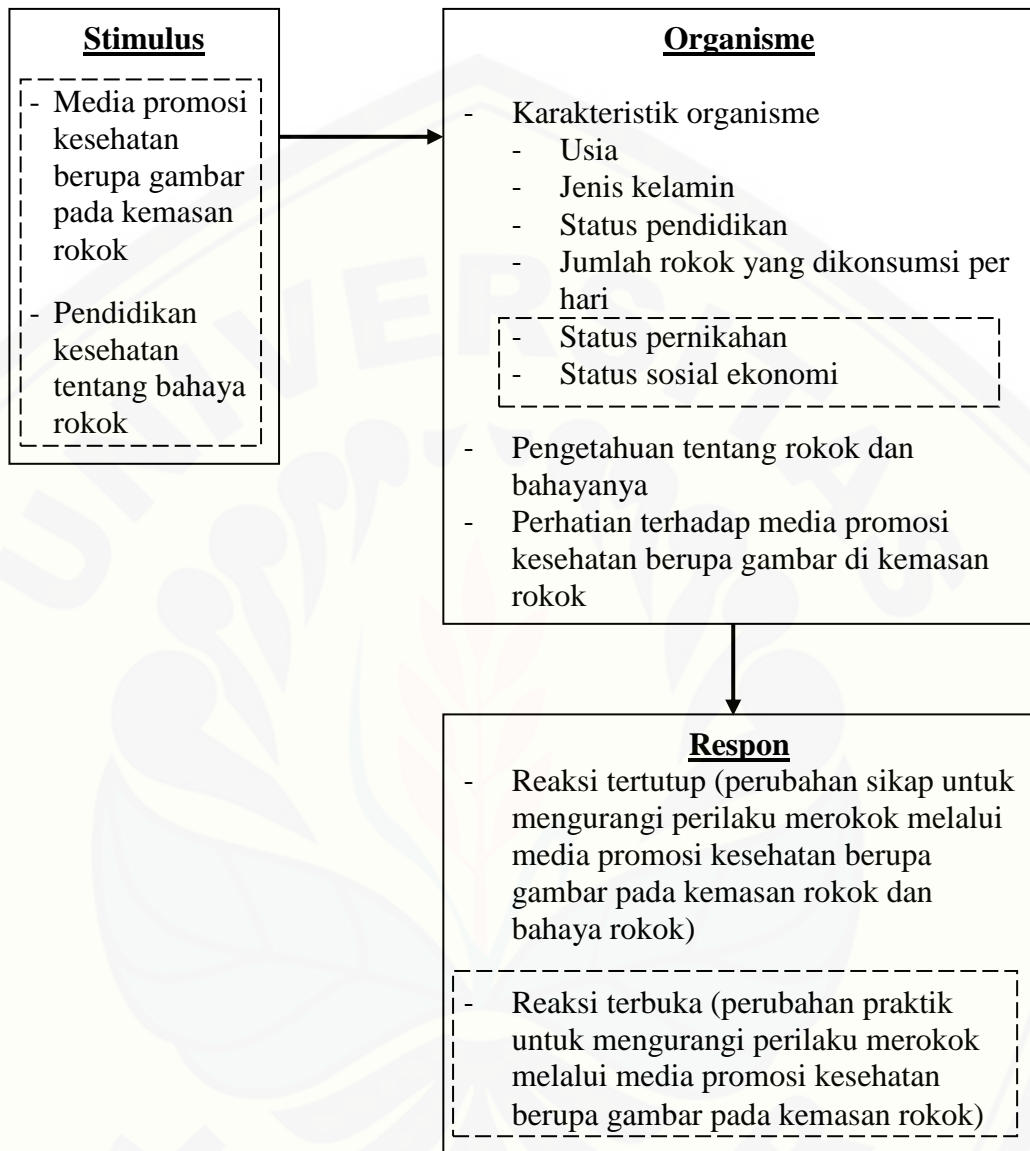 Stimulus
- Media promosi
kesehatan
berupa gambar
pada kemasan
rokok
- Pendidikan
kesehatan
tentang bahaya
rokok
Organisme
- Karakteristik organisme
- Usia
- Jenis kelamin
- Status pendidikan
- Jumlah rokok yang dikonsumsi per
hari
- Status pernikahan
- Status sosial ekonomi
- Pengetahuan tentang rokok dan
bahayanya
- Perhatian terhadap media promosi
kesehatan berupa gambar di kemasan
rokok
Respon
- Reaksi tertutup (perubahan sikap untuk
mengurangi perilaku merokok melalui
media promosi kesehatan berupa
gambar pada kemasan rokok dan
bahaya rokok)
- Reaksi terbuka (perubahan praktik
untuk mengurangi perilaku merokok
melalui media promosi kesehatan
berupa gambar pada kemasan rokok)
UNIVERSITAS